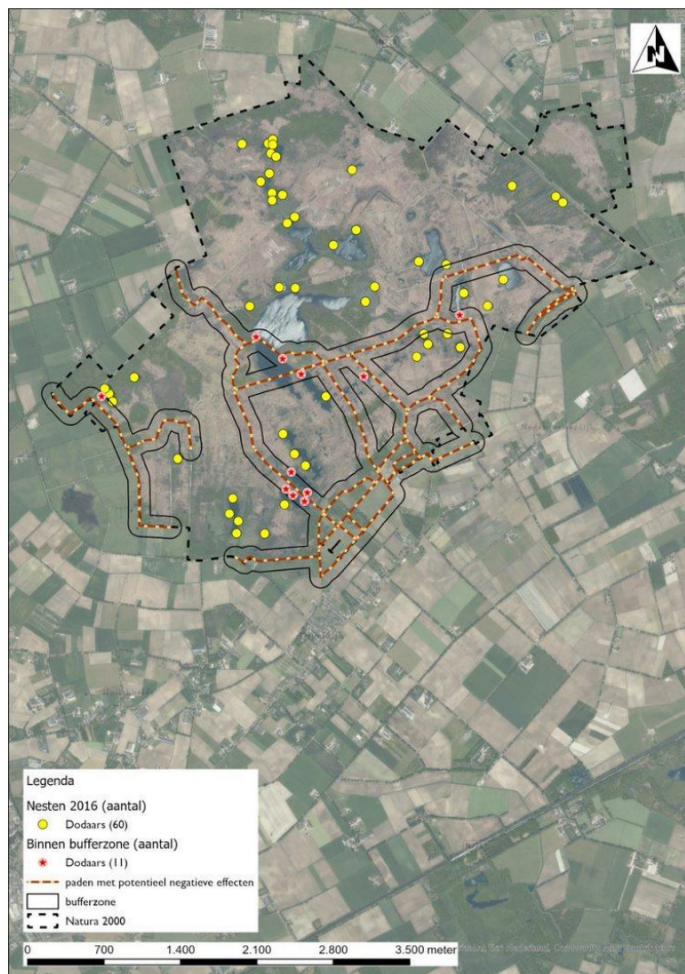 N
Legenda
Nesten 2016 (aantal)
Dodaars (60)
Binnen bufferzone (aantal)
Dodaars (11)
paden met potentieel negatieve effecten
bufferzone
Natura 2000
0 700 1.400 2.100 2.800 3.500 meter